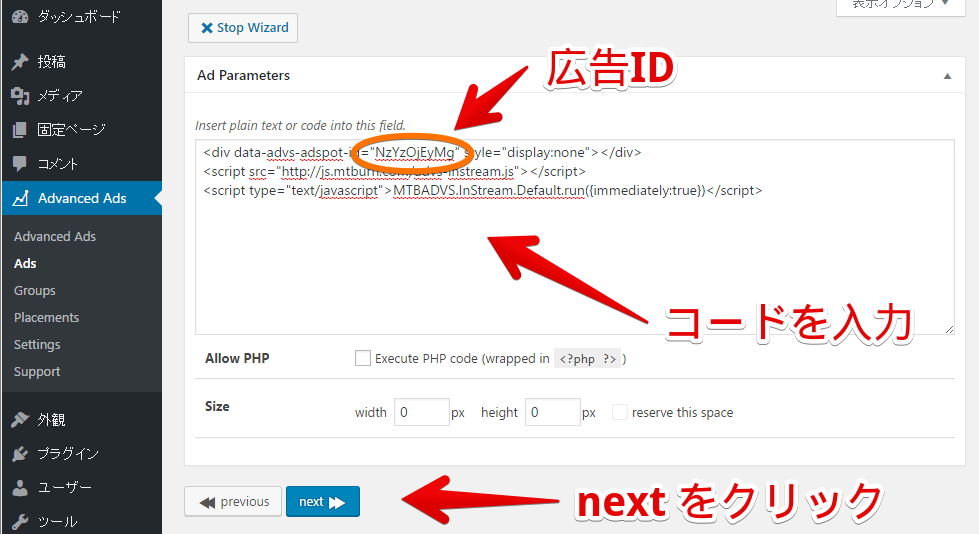 ダッシュボード
投稿
メディア
固定ページ
コメント
Advanced Ads
Advanced Ads
Ads
Groups
Placements
Settings
Support
外観
プラグイン
ユーザー
ツール
表示オプション
Stop Wizard
Ad Parameters
広告ID
Insert plain text or code into this field.
<div data-advs-adspot-id="NzYzOjEyMg" style="display:none"></div>
<script src="http://js.mtburn.com/advs-instream.js"></script>
<script type="text/javascript">MTBADVS.InStream.Default.run({immediately:true})</script>
コードを入力
Allow PHP
Execute PHP code (wrapped in <?php ?> )
Size
width 0 px height 0 px reserve this space
previous next
next をクリック